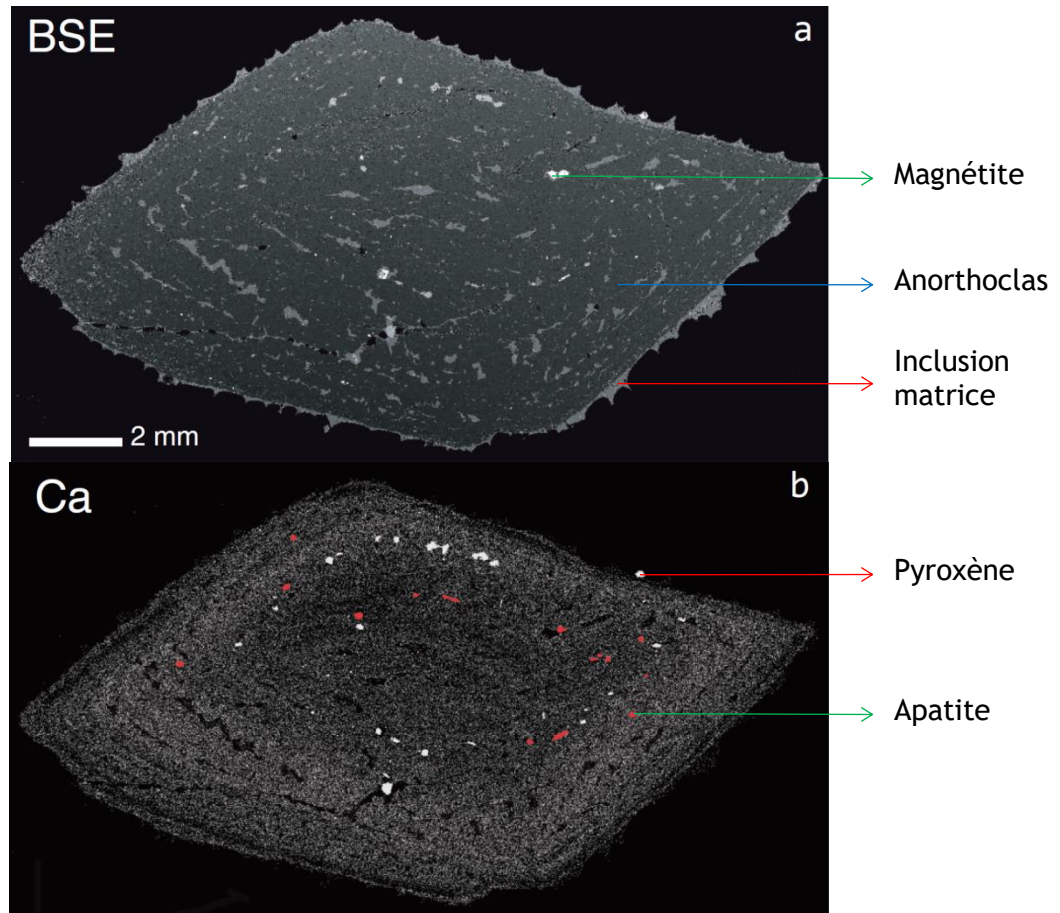 BSE
a
Magnétite
Anorthoclas
Inclusion
matrice
2 mm
Ca
b
Pyroxène
Apatite